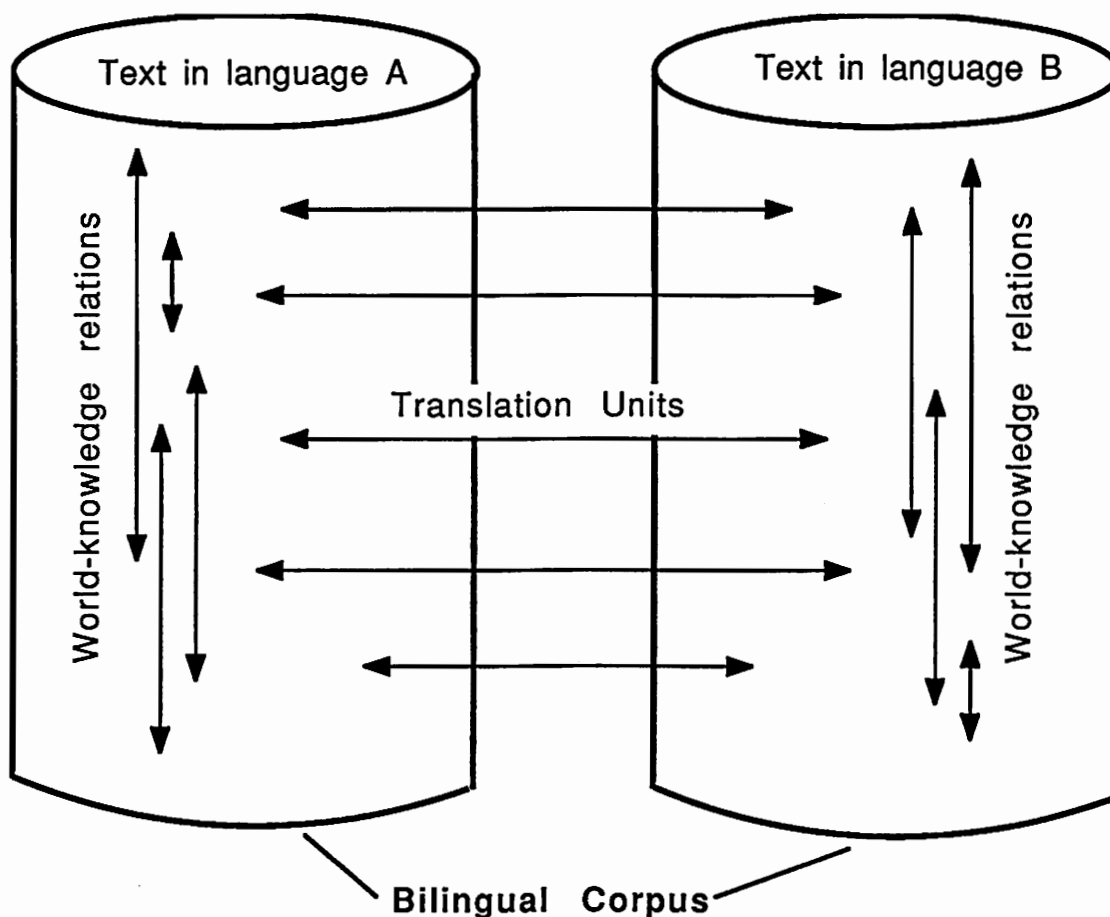 Text in language A
Text in language B
World-knowledge relations
Translation Units
World-knowledge relations
Bilingual Corpus